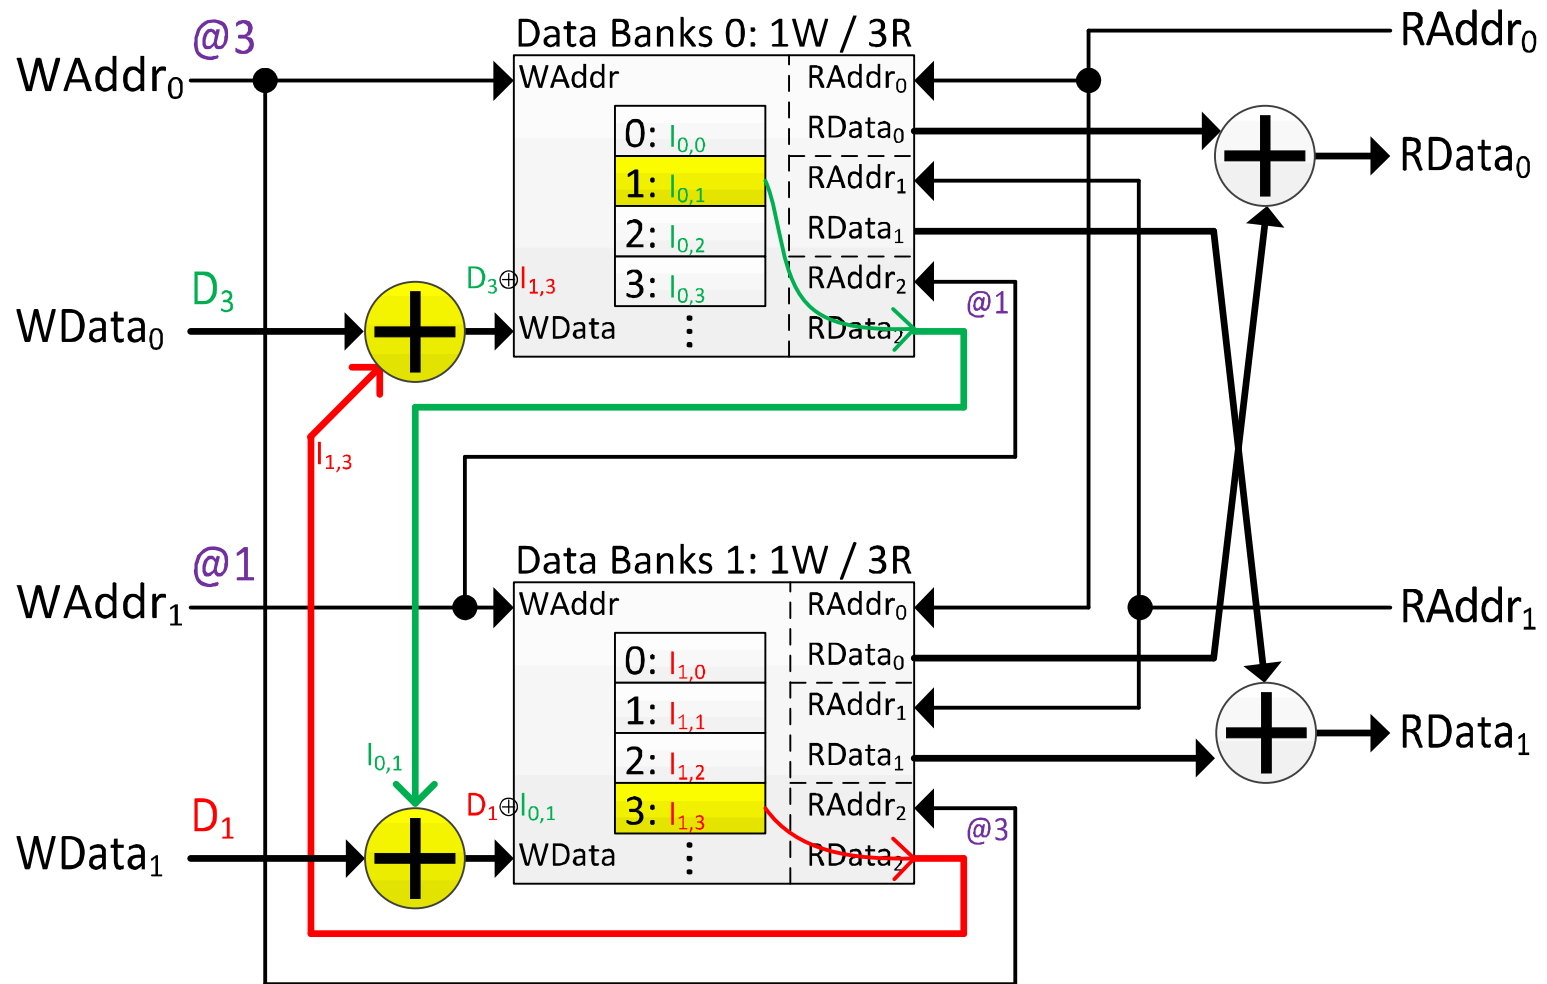 @3
WAddr0
Data Banks 0: 1W / 3R
RAddr0
WAddr
RAddr0
0: I0,0
RData0
RData0
1: I0,1
RAddr1
2: I0,2
RData1
D3
D3⊕I1,3
3: I0,3
RAddr2
@1
WData0
WData
⋮
RData2
I1,3
@1
Data Banks 1: 1W / 3R
WAddr1
WAddr
RAddr0
RAddr1
0: I1,0
RData0
1: I1,1
RAddr1
RData1
I0,1
2: I1,2
RData1
D1
D1⊕I0,1
3: I1,3
RAddr2
@3
WData1
WData
⋮
RData2